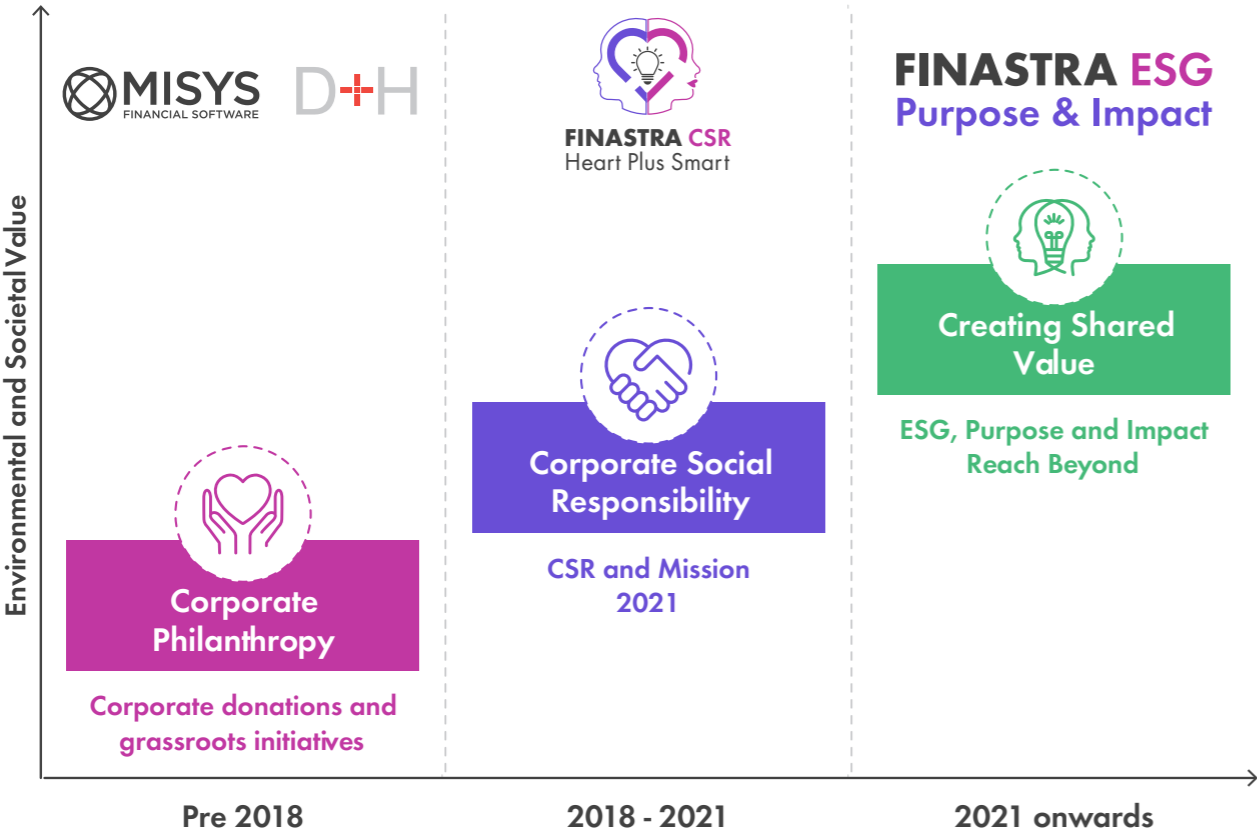 Environmental and Societal Value
MISYS
FINANCIAL SOFTWARE
D+H
Corporate
Philanthropy
Corporate donations and
grassroots initiatives
Pre 2018
FINASTRA CSR
Heart Plus Smart
Corporate Social
Responsibility
CSR and Mission
2021
2018 - 2021
FINASTRA ESG
Purpose & Impact
Creating Shared
Value
ESG, Purpose and Impact
Reach Beyond
2021 onwards